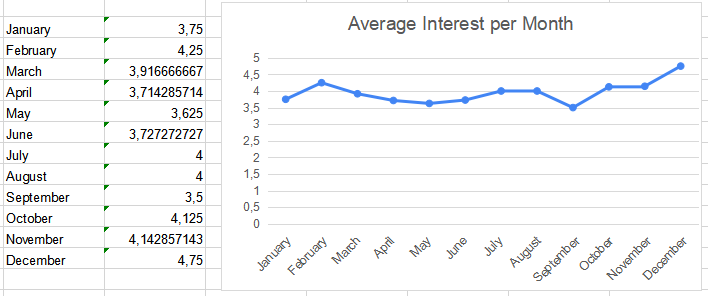 January 3,75
February 4,25
March 3,916666667
April 3,714285714
May 3,625
June 3,727272727
July 4
August 4
September 3,5
October 4,125
November 4,142857143
December 4,75
Average Interest per Month
5
4,5
4
3,5
3
2,5
2
1,5
1
0,5
0
January
February
March
April
May
June
July
August
September
October
November
December